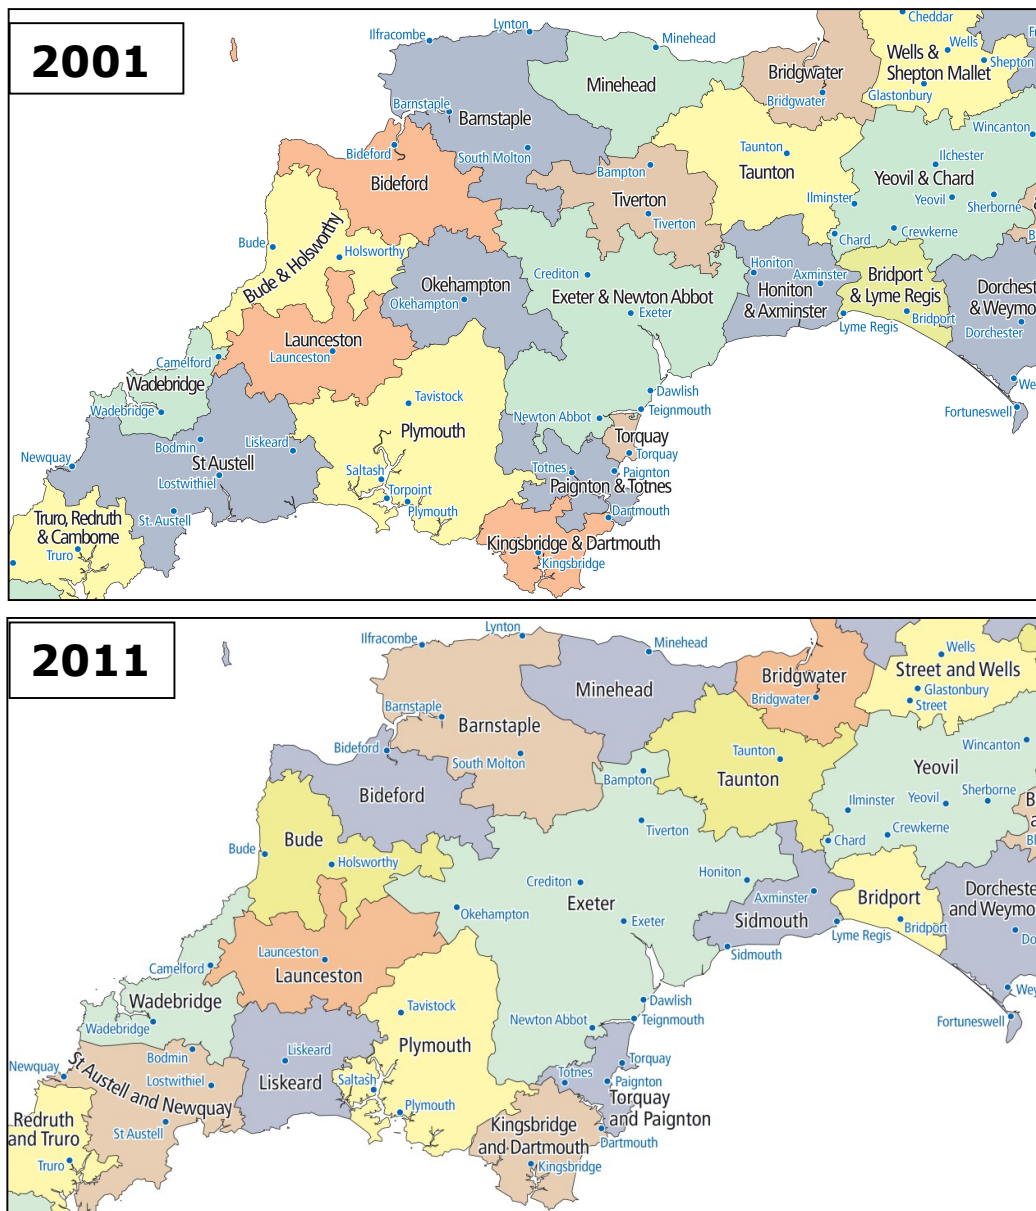 2001
Lynton
Ilfracombe
Minehead
Cheddar
Wells
Wells &
Shepton Mallet
Shepton
Bridgwater
Bridgwater
Glastonbury
Minehead
Barnstaple
Barnstaple
Wincanton
Bideford
South Molton
Taunton
Taunton
Ilchester
Bampton
Bideford
Yeovil & Chard
Tiverton
Ilminster
Yeovil
Sherborne
Tiverton
Crewkerne
Chard
Bude
Holsworthy
Bude & Holsworthy
Honiton
Axminster
Bridport
& Lyme Regis
Crediton
Okehampton
Okehampton
Exeter & Newton Abbot
Honiton
& Axminster
Dorchest
& Weymo
Exeter
Lyme Regis
Bridport
Dorchester
Launceston
Launceston
Camelford
Wadebridge
Wadebridge
Tavistock
Dawlish
Teignmouth
Newton Abbot
We
Fortuneswell
Plymouth
Torquay
Torquay
Bodmin
Liskeard
Newquay
St Austell
Lostwithiel
Saltash
Totnes
Paignton
Paignton & Totnes
Torpoint
Plymouth
Dartmouth
Truro, Redruth
& Camborne
St. Austell
Truro
Kingsbridge & Dartmouth
Kingsbridge
2011
Lynton
Ilfracombe
Minehead
Wells
Street and Wells
Bridgwater
Bridgwater
Glastonbury
Street
Minehead
Barnstaple
Barnstaple
Wincanton
Bideford
South Molton
Taunton
Taunton
Yeovil
Bampton
Bideford
Ilminster
Yeovil
Sherborne
Tiverton
Crewkerne
Chard
Bude
Bude
Holsworthy
Honiton
Crediton
Axminster
Bridport
Dorcheste
and Weymo
Okehampton
Exeter
Exeter
Sidmouth
Lyme Regis
Bridport
Do
Sidmouth
Launceston
Launceston
Camelford
Wadebridge
Wadebridge
Tavistock
Dawlish
Teignmouth
Newton Abbot
Wey
Fortuneswell
Plymouth
Bodmin
Liskeard
Liskeard
Newquay
St Austell and Newquay
Lostwithiel
Saltash
Torquay
Totnes
Paignton
Torquay
and Paignton
Plymouth
Redruth
and Truro
St Austell
Kingsbridge
and Dartmouth
Dartmouth
Truro
Kingsbridge